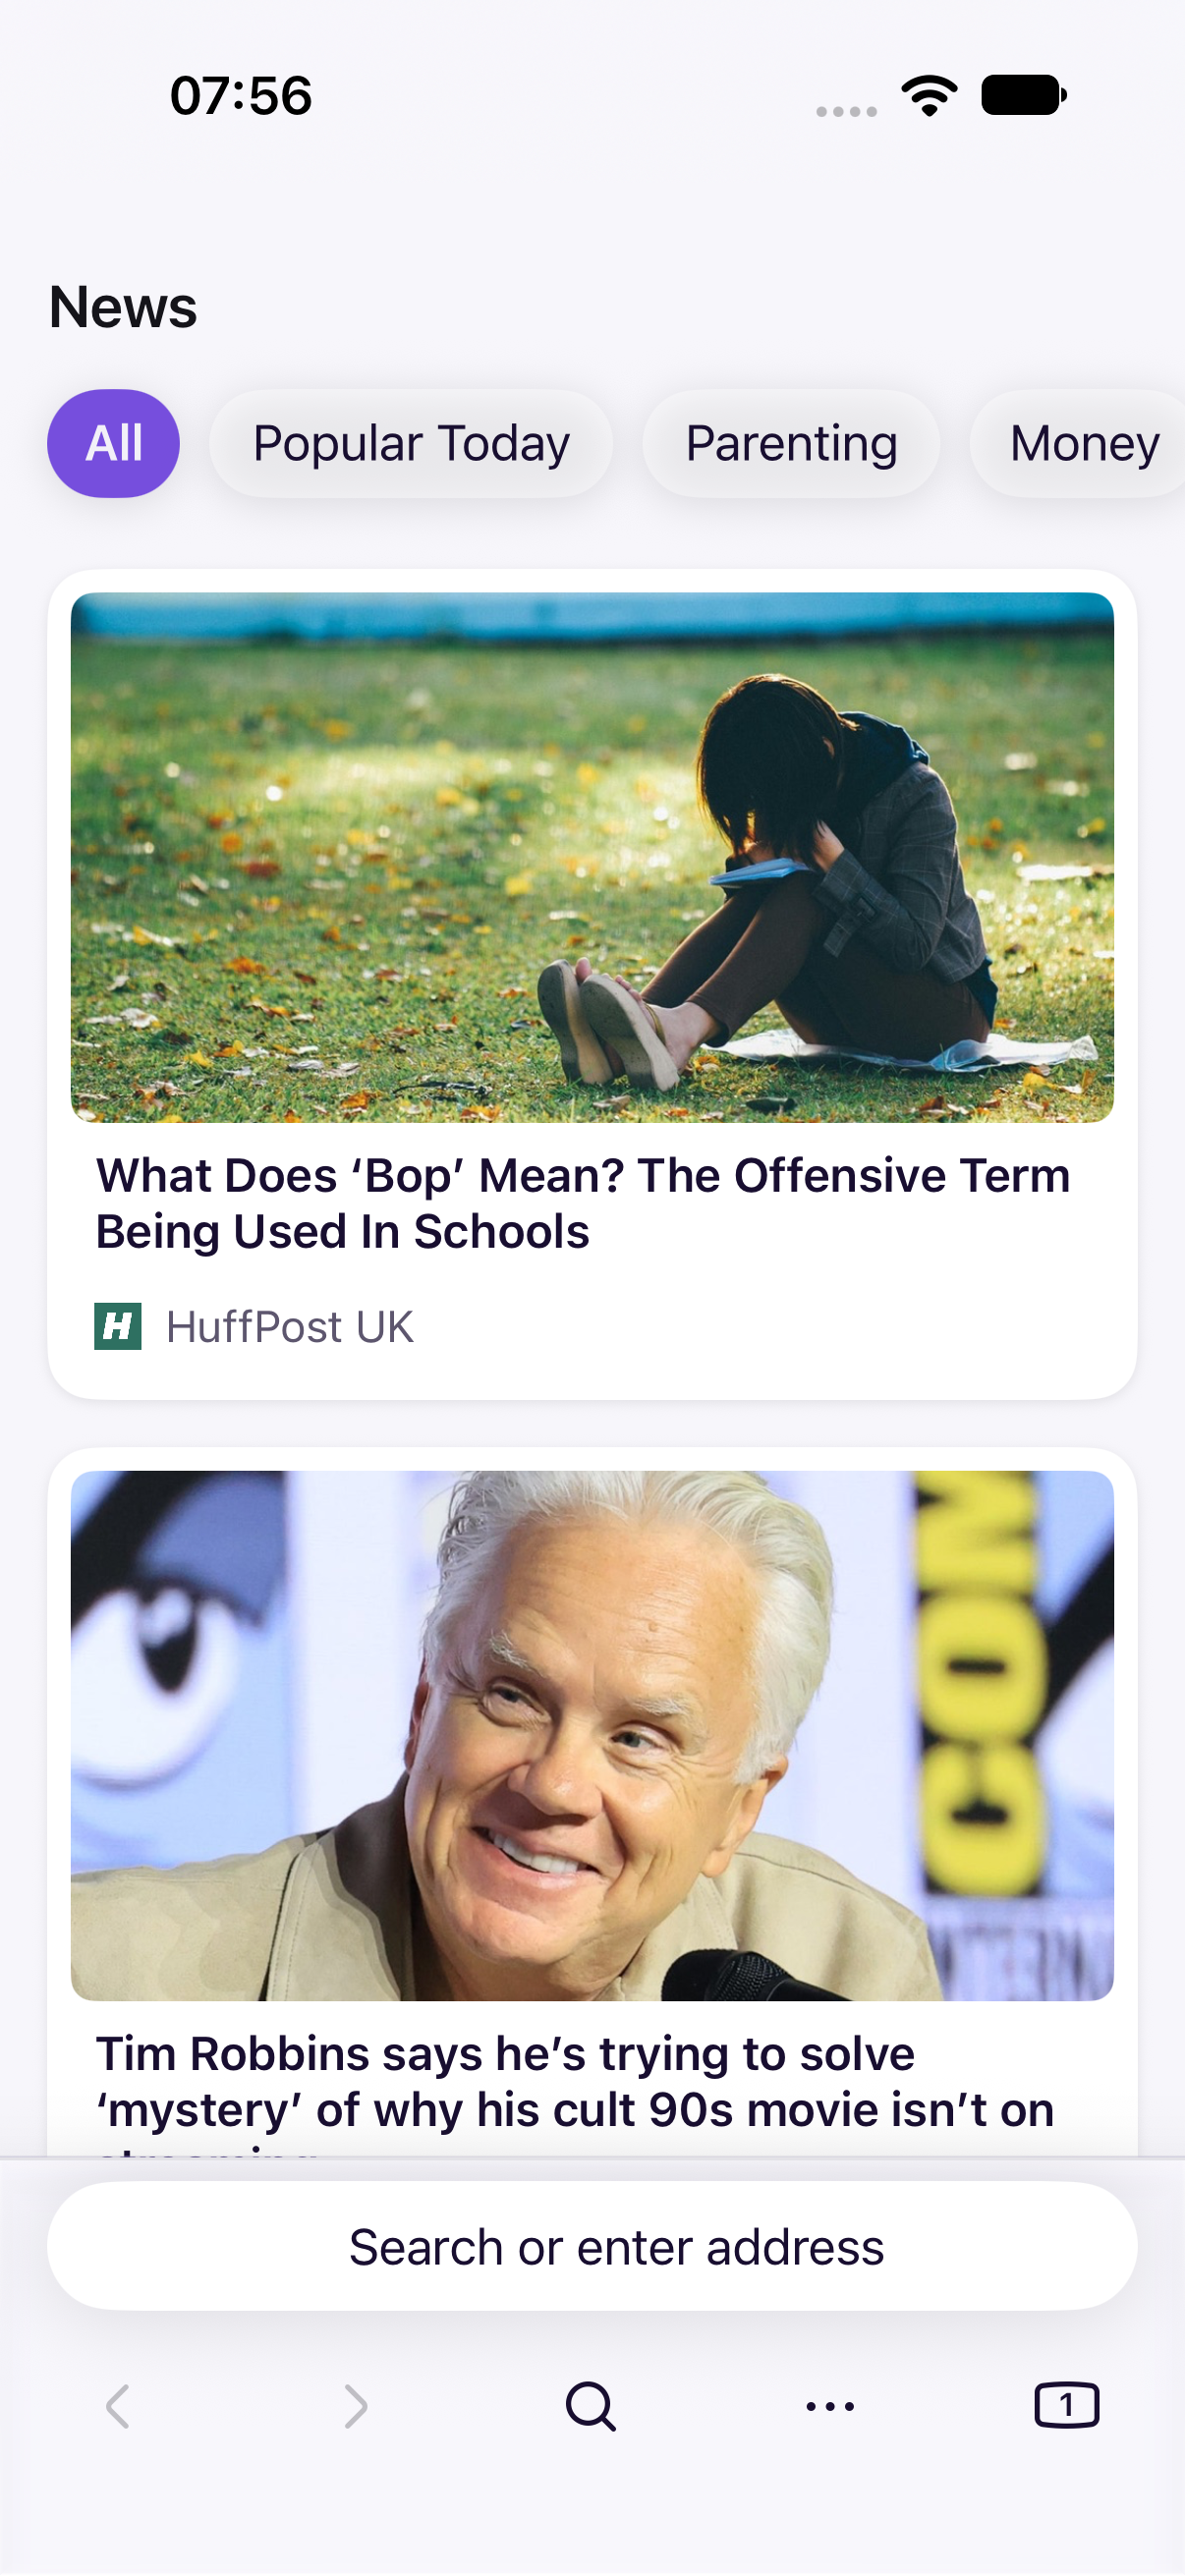 07:56
News
All
Popular Today
Parenting
Money
What Does ‘Bop’ Mean? The Offensive Term
Being Used In Schools
H HuffPost UK
CON
Tim Robbins says he’s trying to solve
‘mystery’ of why his cult 90s movie isn’t on
Search or enter address
1